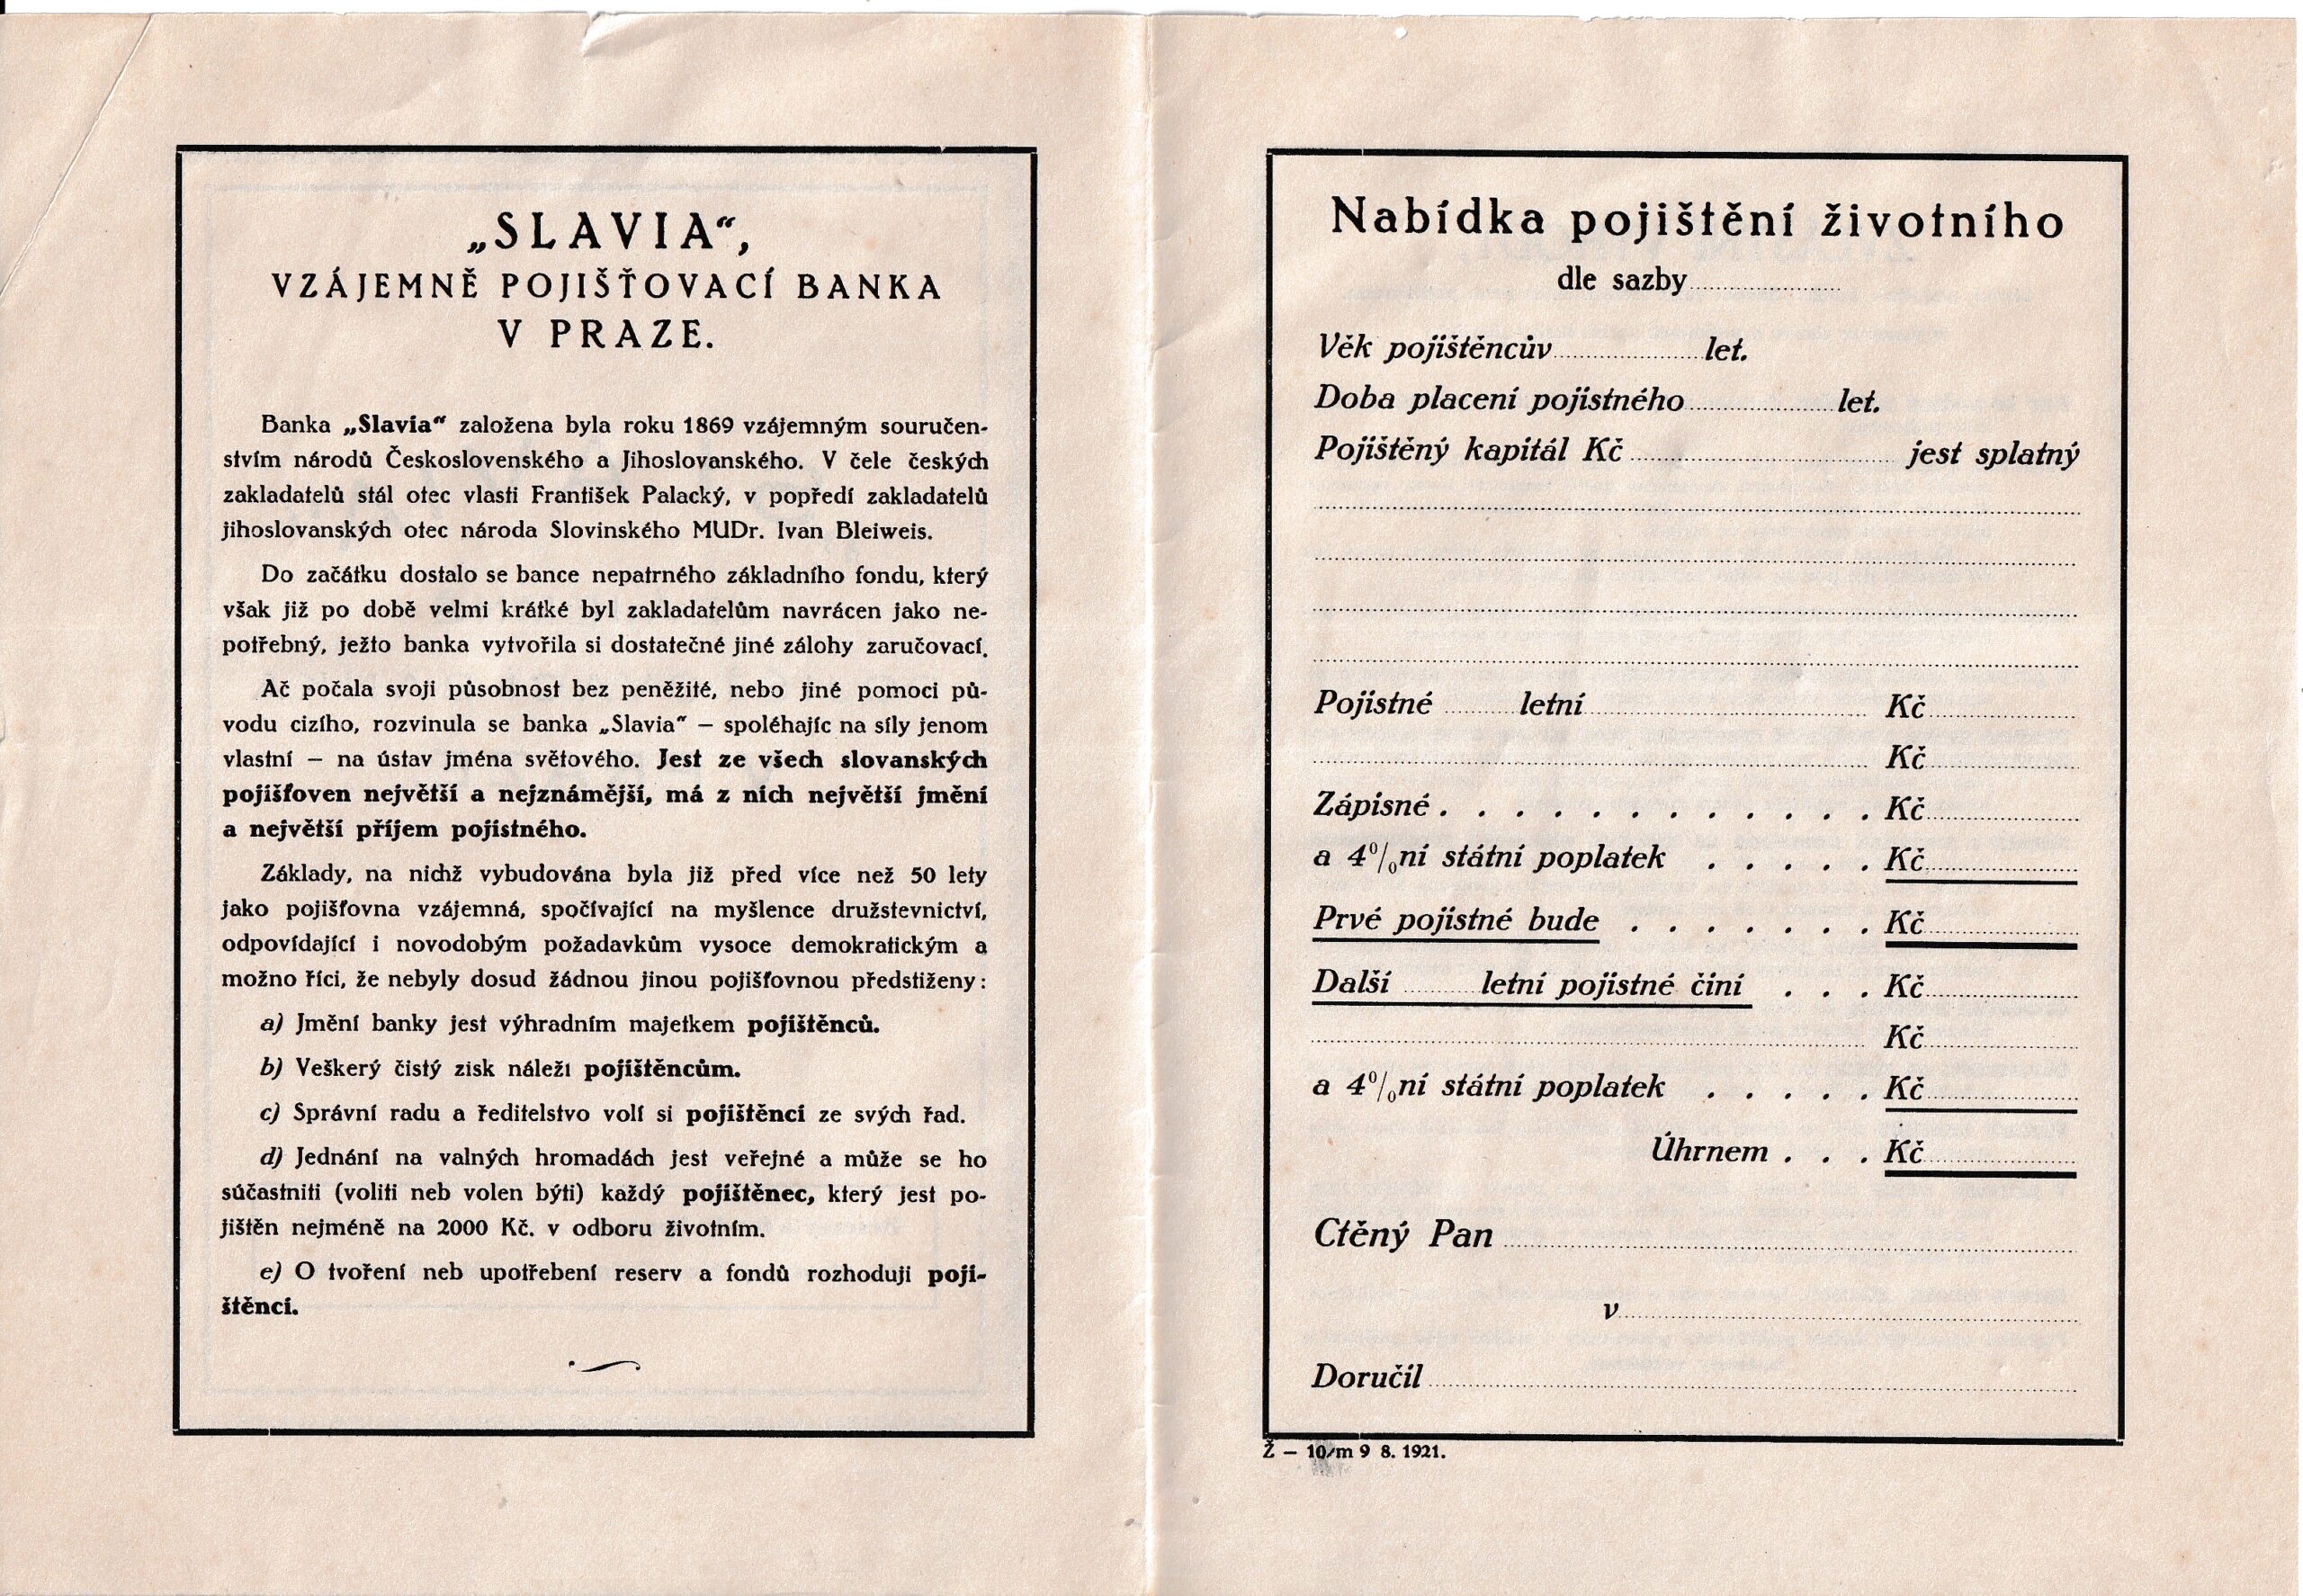 „SLAVIA“,
VZÁJEMNĚ POJIŠŤOVACÍ BANKA
V PRAZE.
Banka „Slavia“ založena byla roku 1869 vzájemným souručen-
stvím národů Československého a Jihoslovanského. V čele českých
zakladatelů stál otec vlasti František Palacký, v popředí zakladatelů
jihoslovanských otec národa Slovinského MUDr. Ivan Bleiweis.
Do začátku dostalo se bance nepatrného základního fondu, který
však již po době velmi krátké byl zakladatelům navrácen jako ne-
potřebný, ježto banka vytvořila si dostatečné jiné zálohy zaručovací.
Ač počala svoji působnost bez peněžité, nebo jiné pomoci pů-
vodu cizího, rozvinula se banka „Slavia“ — spoléhajíc na síly jenom
vlastní — na ústav jména světového. Jest ze všech slovanských
pojišťoven největší a nejznámější, má z nich největší jmění
a největší příjem pojistného.
Základy, na nichž vybudována byla již před více než 50 lety
jako pojišťovna vzájemná, spočívající na myšlence družstevnictví,
odpovídající i novodobým požadavkům vysoce demokratickým a
možno říci, že nebyly dosud žádnou jinou pojišťovnou předstiženy:
a) Jmění banky jest výhradním majetkem pojištěnců.
b) Veškerý čistý zisk náleží pojištěncům.
c) Správní radu a ředitelstvo volí si pojištěnci ze svých řad.
d) Jednání na valných hromadách jest veřejné a může se ho
súčastniti (voliti neb volen býti) každý pojištěnec, který jest po-
jištěn nejméně na 2000 Kč. v odboru životním.
e) O tvoření neb upotřebení reserv a fondů rozhodují poji-
štěnci.
Nabídka pojištění životního
dle sazby
Věk pojištěncův let.
Doba placení pojistného let.
Pojištěný kapitál Kč jest splatný
Pojistné letní Kč
Kč
Zápisné . . . . . . . . . . . . Kč
a 4%ní státní poplatek . . . . . Kč
Prvé pojistné bude . . . . . . . Kč
Další letní pojistné činí . . . Kč
Kč
a 4%ní státní poplatek . . . . . Kč
Úhrnem . . . Kč
Ctěný Pan
v
Doručil
Ž — 10/m 9 8. 1921.